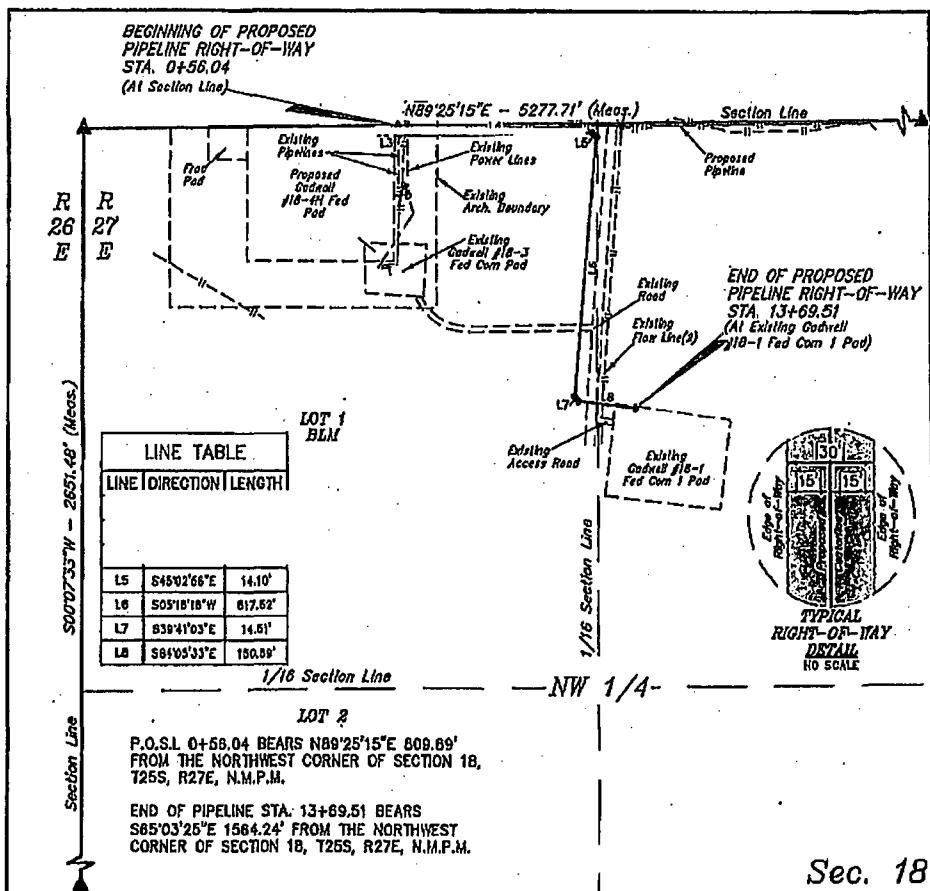 BEGINNING OF PROPOSED
PIPELINE RIGHT-OF-WAY
STA. 0+56.04
(At Section Line)
N89°25'15"E - 5277.71' (Meas.)
Section Line
Existing
Pipelines
L3
Existing
Power Lines
L5
Proposed
Pipeline
Frac
Pad
Proposed
Gadwell
#18-4H Fed
Pad
Existing
Arch. Boundary
R
26
E
R
27
E
Existing
Gadwell #18-3
Fed Com Pad
L6
END OF PROPOSED
PIPELINE RIGHT-OF-WAY
STA. 13+69.51
(At Existing Gadwell
#18-1 Fed Com 1 Pad)
Existing
Road
Existing
Flow Line(s)
L7
L8
S00°07'33"W - 2651.48' (Meas.)
LOT 1
BLM
Existing
Access Road
Existing
Gadwell #18-1
Fed Com 1 Pad
LINE TABLE
LINE DIRECTION LENGTH
L5 S45°02'56"E 14.10'
L6 S05°18'18"W 617.52'
L7 S39°41'03"E 14.51'
L8 S84°05'33"E 150.59'
30'
15' 15'
Edge of
Right-of-Way
Proposed
Centerline
Edge of
Right-of-Way
TYPICAL
RIGHT-OF-WAY
DETAIL
NO SCALE
1/16 Section Line
1/16 Section Line
NW 1/4
Section Line
LOT 2
P.O.S.L 0+56.04 BEARS N89°25'15"E 809.69'
FROM THE NORTHWEST CORNER OF SECTION 18,
T25S, R27E, N.M.P.M.
END OF PIPELINE STA. 13+69.51 BEARS
S65°03'25"E 1564.24' FROM THE NORTHWEST
CORNER OF SECTION 18, T25S, R27E, N.M.P.M.
Sec. 18